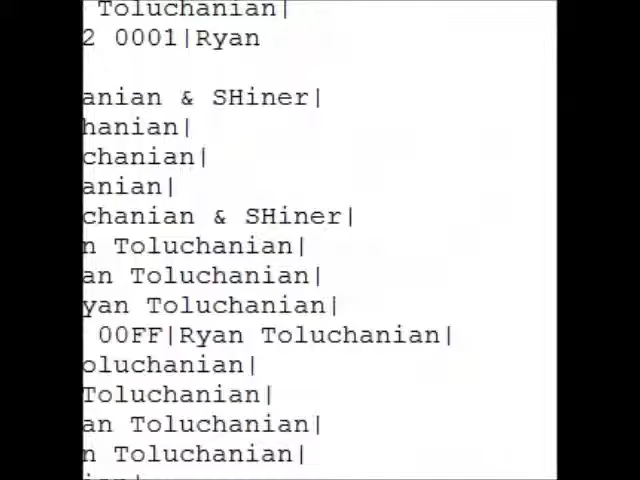 Toluchanian|
2 0001|Ryan
anian & SHiner|
hanian|
chanian|
anian|
chanian & SHiner|
n Toluchanian|
an Toluchanian|
yan Toluchanian|
00FF|Ryan Toluchanian|
oluchanian|
Toluchanian|
an Toluchanian|
n Toluchanian|